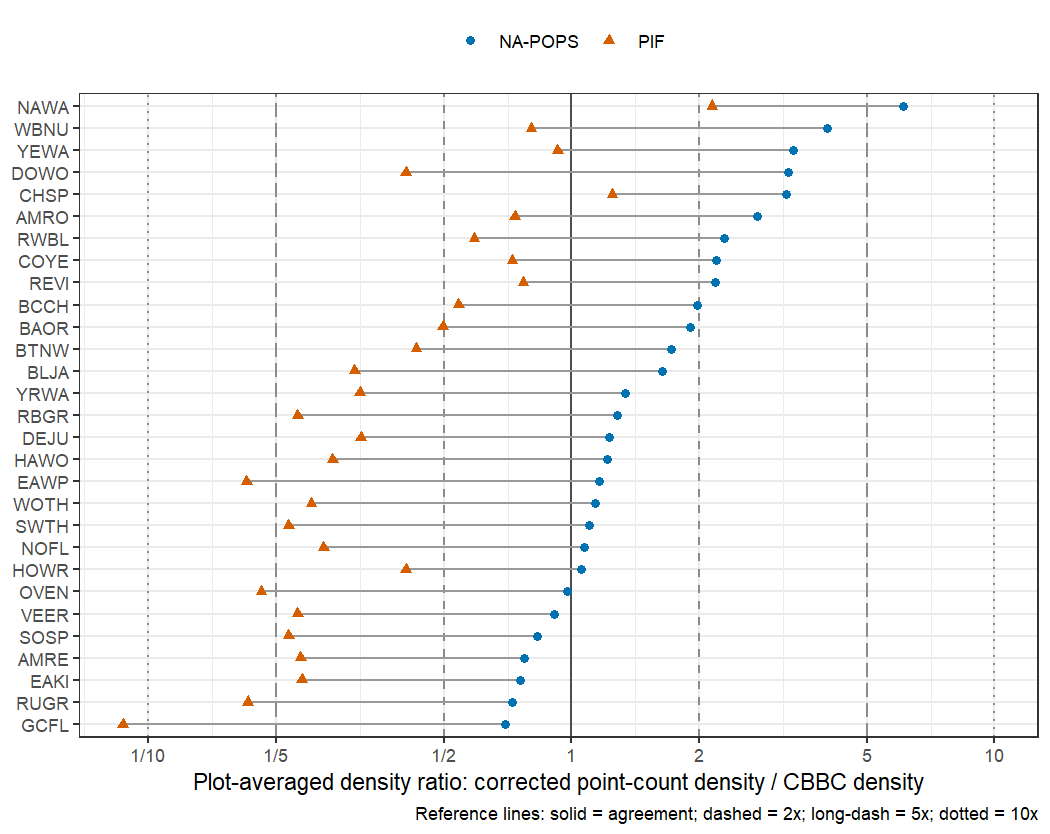 NA-POPS PIF
NAWA
WBNU
YEWA
DOWO
CHSP
AMRO
RWBL
COYE
REVI
BCCH
BAOR
BTNW
BLJA
YRWA
RBGR
DEJU
HAWO
EAWP
WOTH
SWTH
NOFL
HOWR
OVEN
VEER
SOSP
AMRE
EAKI
RUGR
GCFL
1/10 1/5 1/2 1 2 5 10
Plot-averaged density ratio: corrected point-count density / CBBC density
Reference lines: solid = agreement; dashed = 2x; long-dash = 5x; dotted = 10x